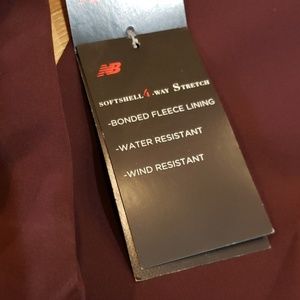 NB
SOFTSHELL 4-WAY STRETCH
-BONDED FLEECE LINING
-WATER RESISTANT
-WIND RESISTANT